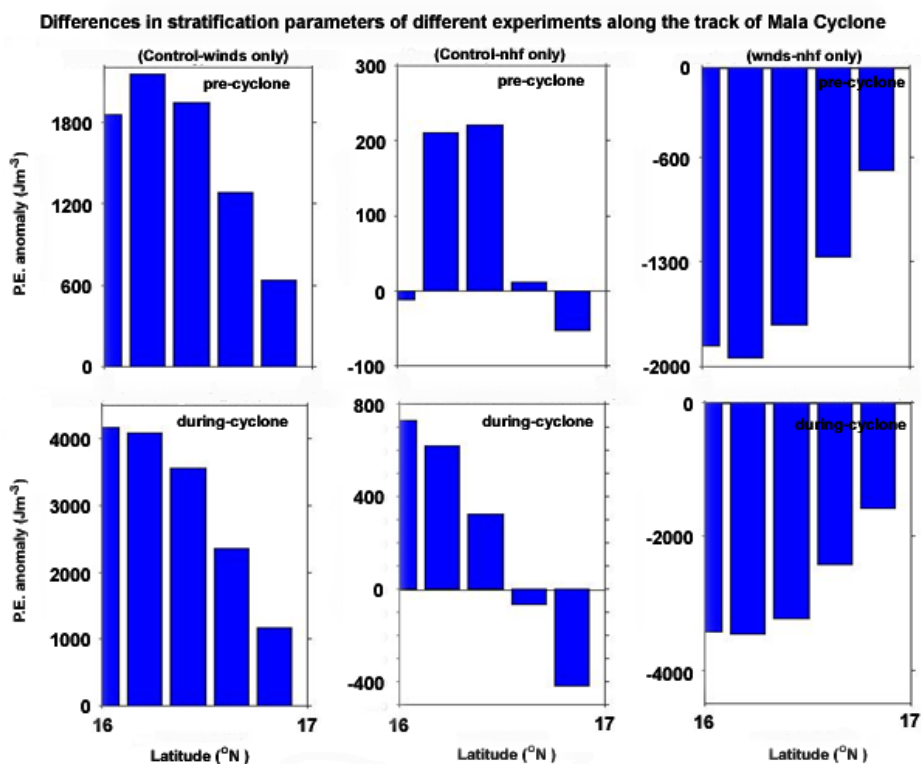 Differences in stratification parameters of different experiments along the track of Mala Cyclone
(Control-winds only)
(Control-nhf only)
(wnds-nhf only)
pre-cyclone
pre-cyclone
pre-cyclone
P.E. anomaly (Jm⁻³)
1800
1200
600
0
300
200
100
0
-100
0
-600
-1300
-2000
during-cyclone
during-cyclone
during-cyclone
P.E. anomaly (Jm⁻³)
4000
3000
2000
1000
0
800
400
0
-400
0
-2000
-4000
16 17
16 17
16 17
Latitude (°N )
Latitude (°N )
Latitude (°N )